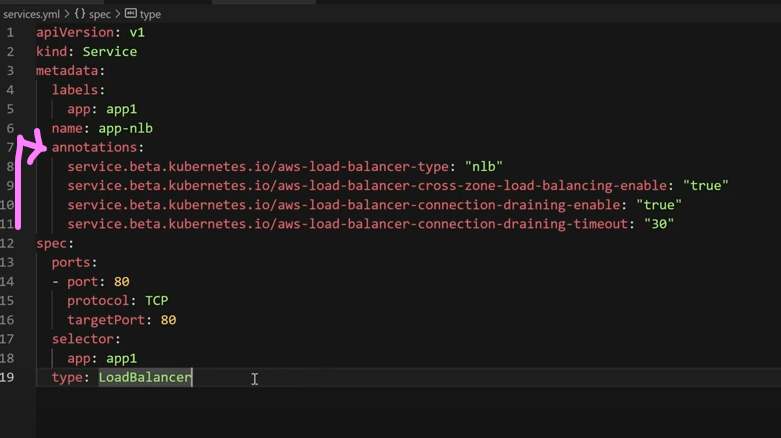 services.yml > {} spec > abc type
1 apiVersion: v1
2 kind: Service
3 metadata:
4 labels:
5 app: app1
6 name: app-nlb
7 annotations:
8 service.beta.kubernetes.io/aws-load-balancer-type: "nlb"
9 service.beta.kubernetes.io/aws-load-balancer-cross-zone-load-balancing-enable: "true"
10 service.beta.kubernetes.io/aws-load-balancer-connection-draining-enable: "true"
11 service.beta.kubernetes.io/aws-load-balancer-connection-draining-timeout: "30"
12 spec:
13 ports:
14 - port: 80
15 protocol: TCP
16 targetPort: 80
17 selector:
18 app: app1
19 type: LoadBalancer